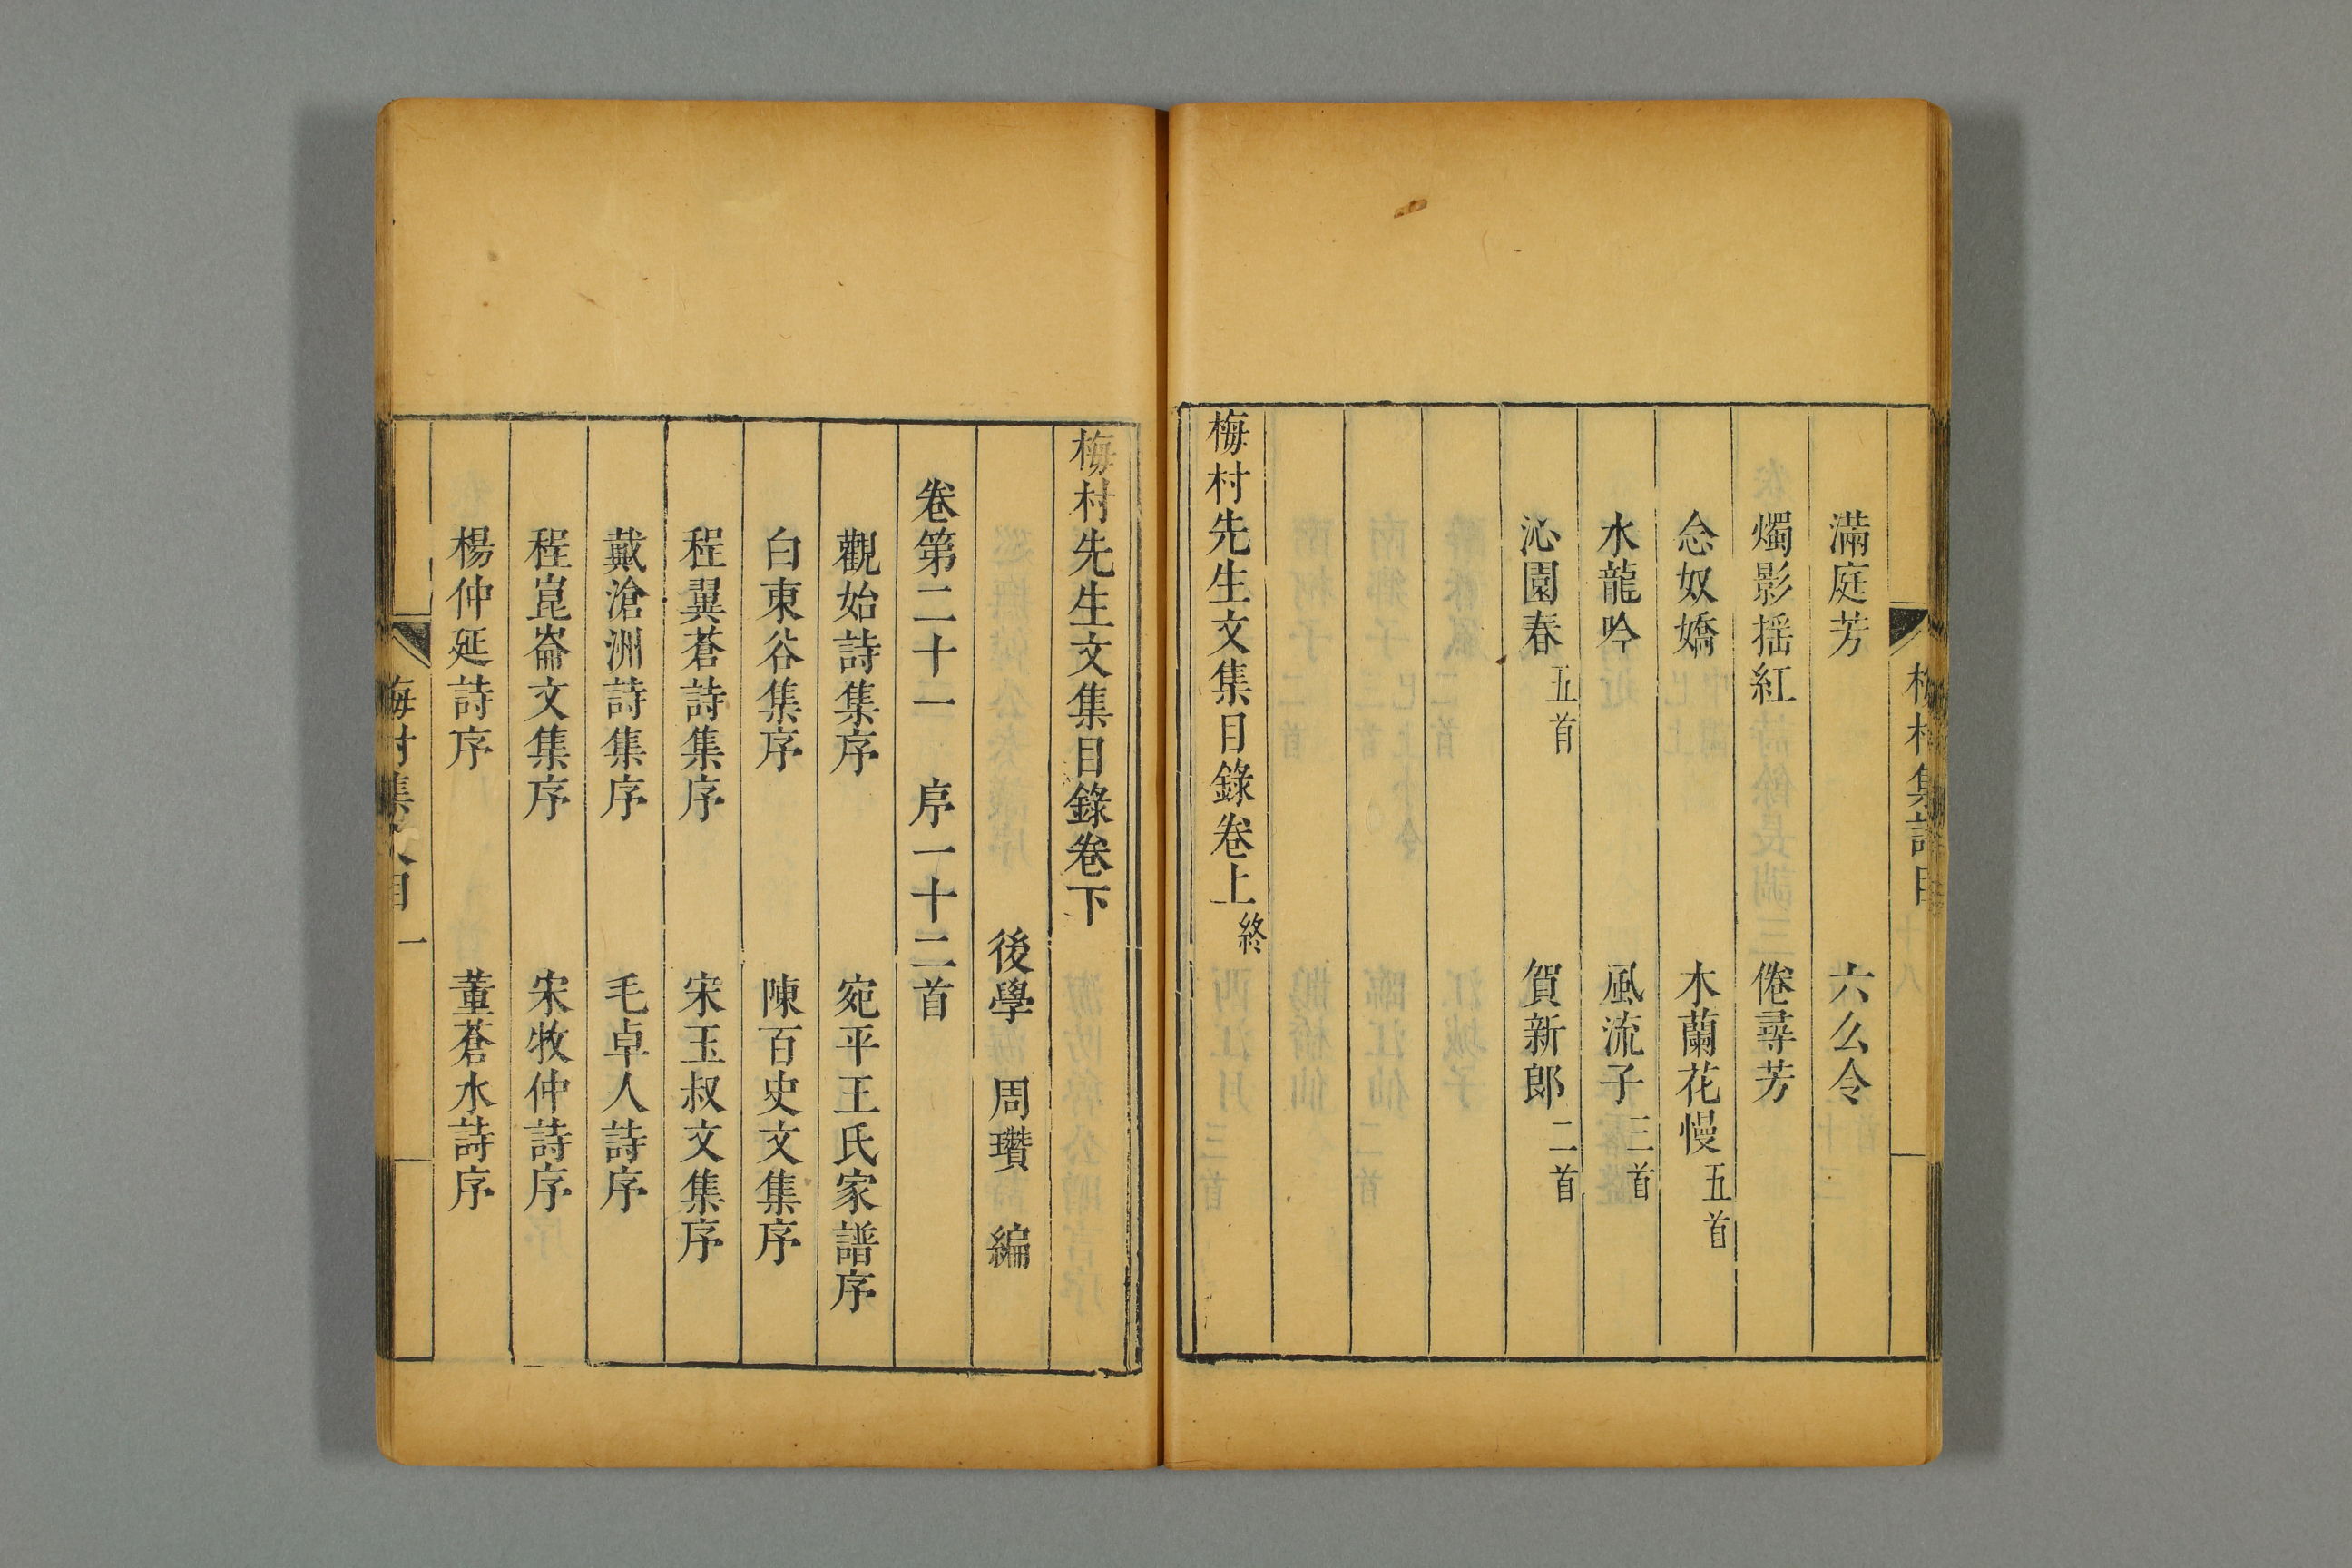 滿庭芳　六么令
燭影揺紅　倦尋芳
念奴嬌　木蘭花慢五首
水龍吟　風流子三首
沁園春五首　賀新郎二首
梅村先生文集目錄卷上終
梅村先生文集目錄卷下
後學　周瓚　編
卷第二十一　序一十二首
觀始詩集序　宛平王氏家譜序
白東谷集序　陳百史文集序
程翼蒼詩集序　宋玉叔文集序
戴滄洲詩集序　毛卓人詩序
程崑崙文集序　宋牧仲詩序
楊仲延詩序　董蒼水詩序
梅村集　目　一